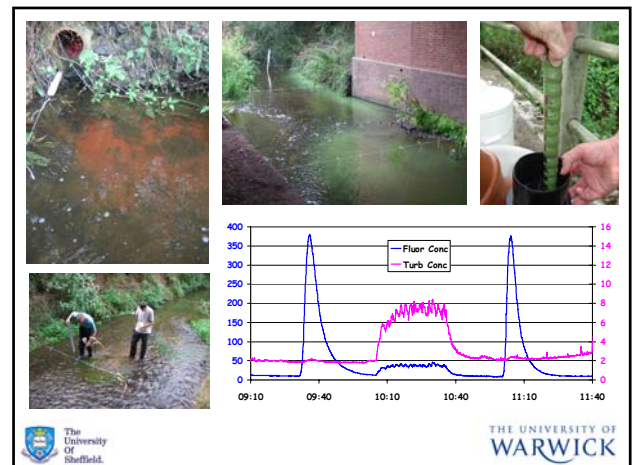 400
350
300
250
200
150
100
50
0
Fluor Conc
Turb Conc
16
14
12
10
8
6
4
2
0
09:10 09:40 10:10 10:40 11:10 11:40
The
University
Of
Sheffield.
THE UNIVERSITY OF
WARWICK